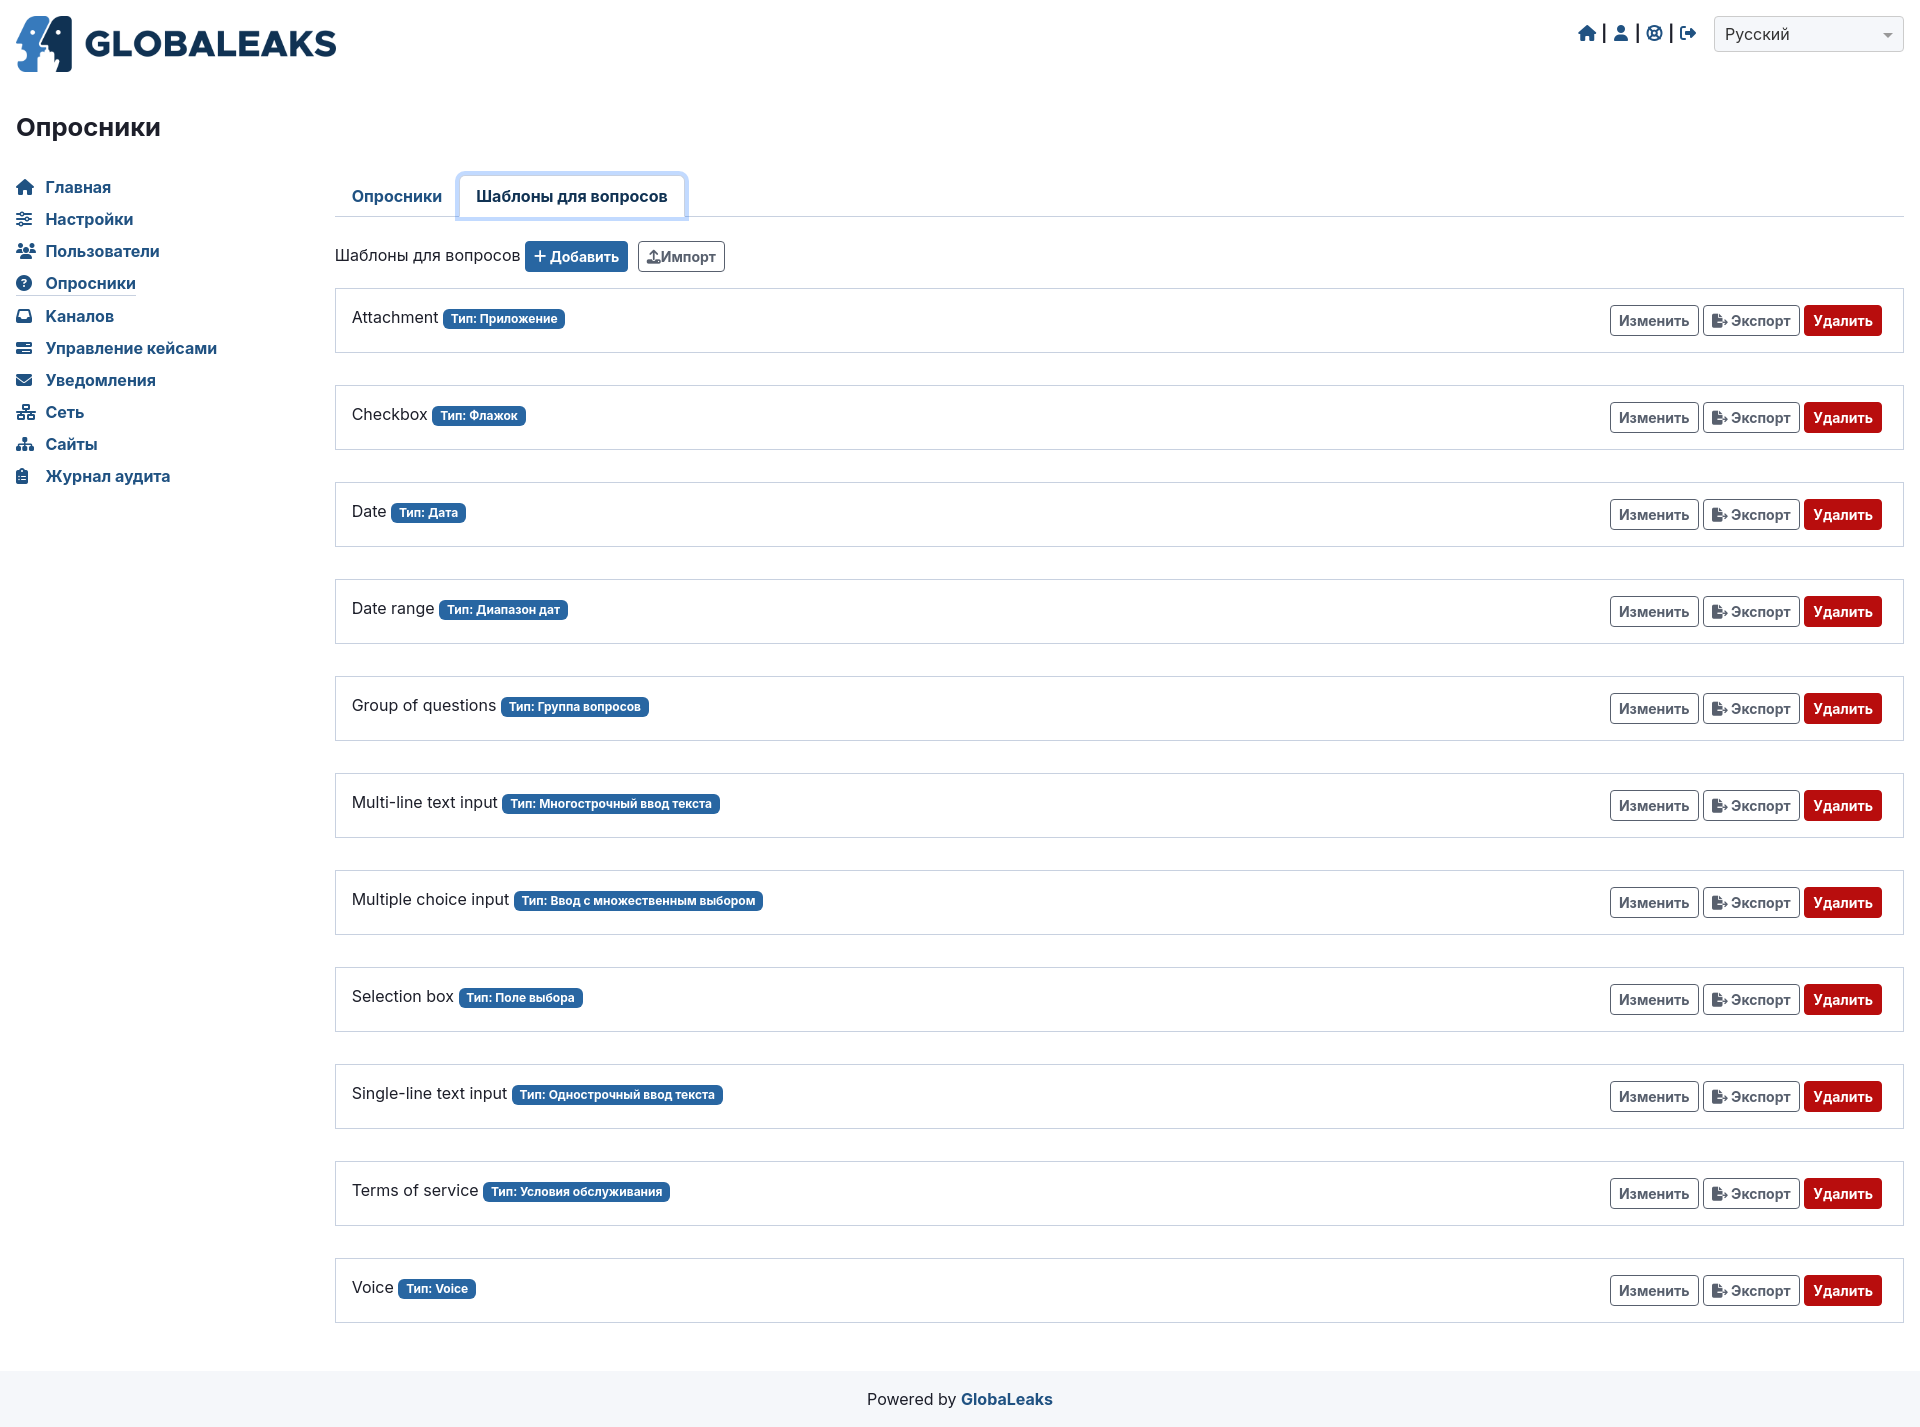 GLOBALEAKS
Русский
Опросники
Главная
Настройки
Пользователи
Опросники
Каналов
Управление кейсами
Уведомления
Сеть
Сайты
Журнал аудита
Опросники Шаблоны для вопросов
Шаблоны для вопросов Добавить Импорт
Attachment Тип: Приложение Изменить Экспорт Удалить
Checkbox Тип: Флажок Изменить Экспорт Удалить
Date Тип: Дата Изменить Экспорт Удалить
Date range Тип: Диапазон дат Изменить Экспорт Удалить
Group of questions Тип: Группа вопросов Изменить Экспорт Удалить
Multi-line text input Тип: Многострочный ввод текста Изменить Экспорт Удалить
Multiple choice input Тип: Ввод с множественным выбором Изменить Экспорт Удалить
Selection box Тип: Поле выбора Изменить Экспорт Удалить
Single-line text input Тип: Однострочный ввод текста Изменить Экспорт Удалить
Terms of service Тип: Условия обслуживания Изменить Экспорт Удалить
Voice Тип: Voice Изменить Экспорт Удалить
Powered by GlobaLeaks